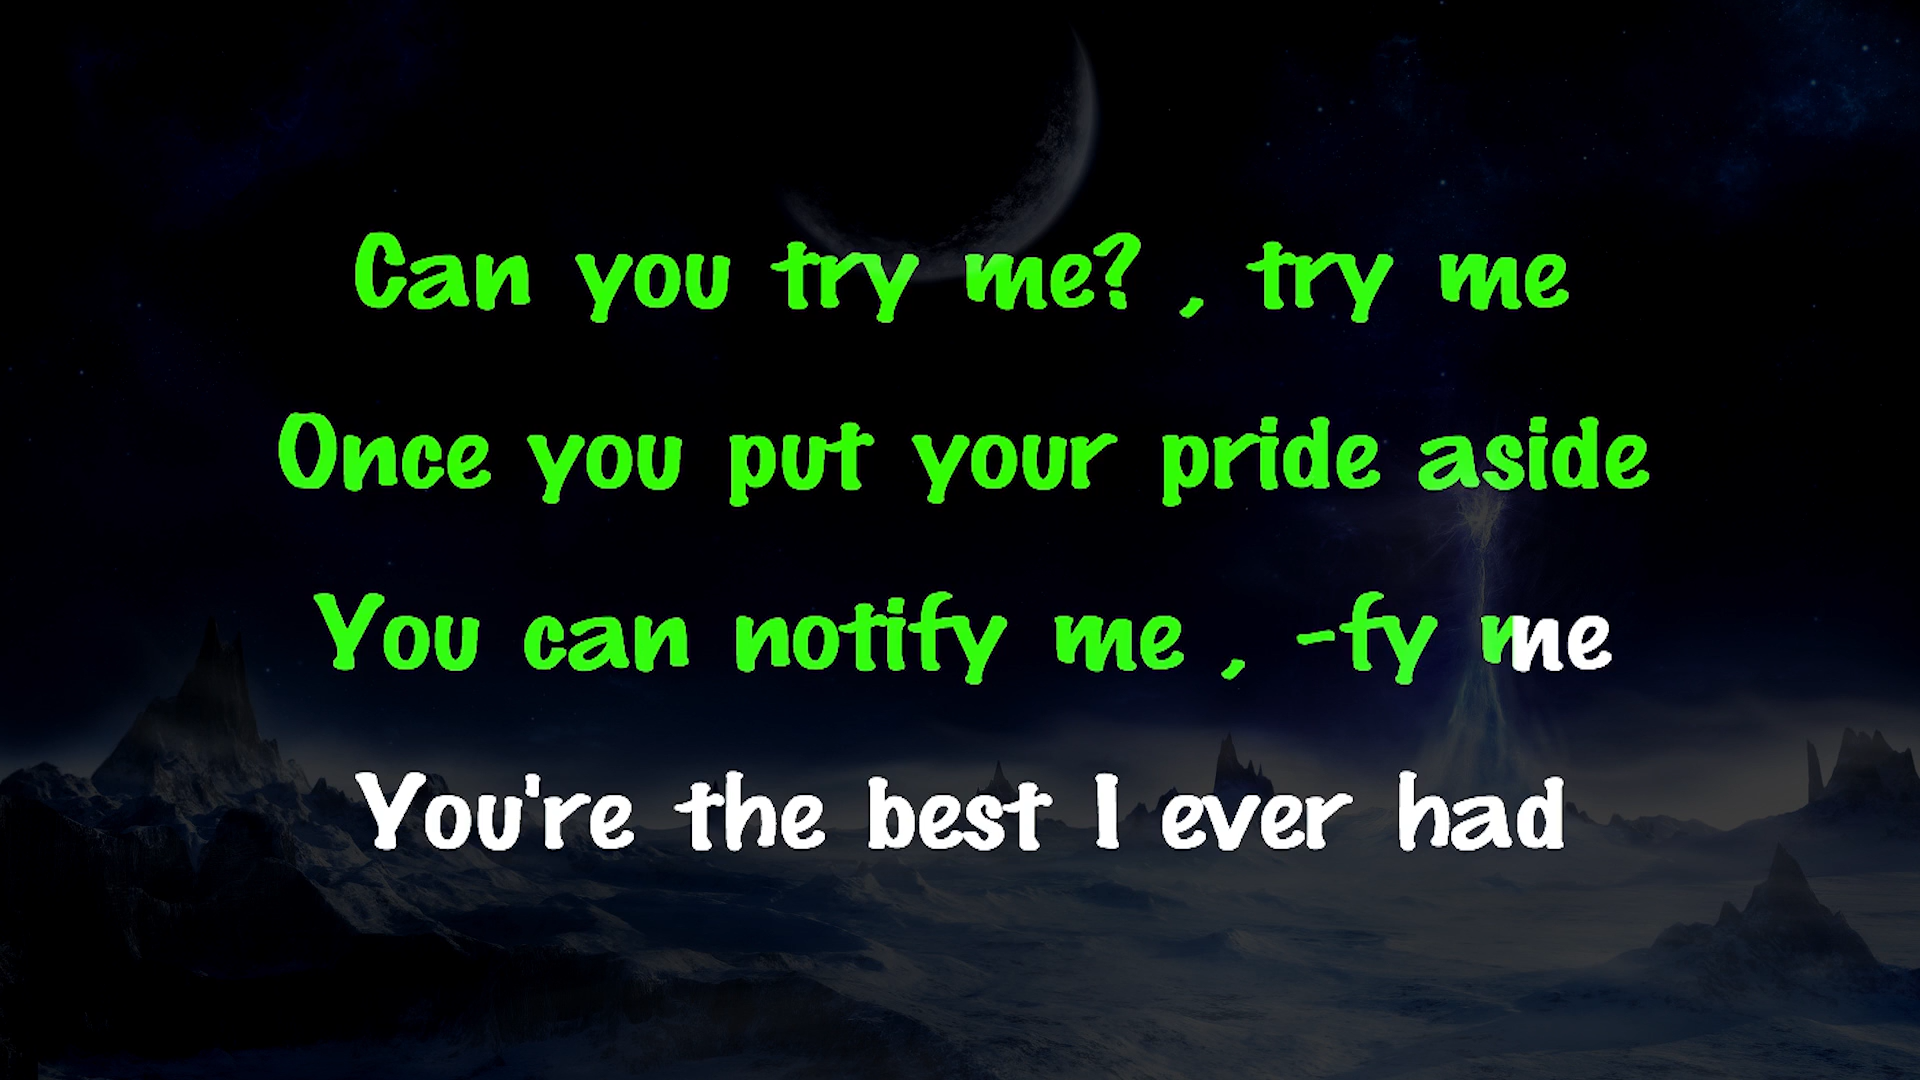 Can you try me? , try me
Once you put your pride aside
You can notify me , -fy me
You're the best I ever had